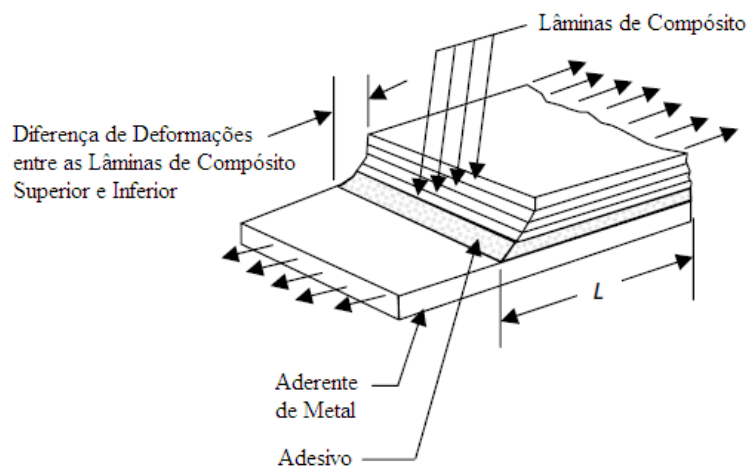 Lâminas de Compósito
Diferença de Deformações
entre as Lâminas de Compósito
Superior e Inferior
L
Aderente
de Metal
Adesivo